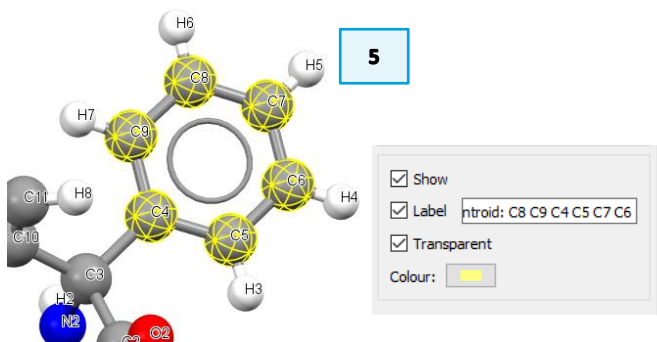 H6
5
C8
H5
C7
H7
C9
Show
C6
C11
H8
H4
Label ntroid: C8 C9 C4 C5 C7 C6
C4
C5
C10
Transparent
C3
Colour:
H3
H2
N2
O2